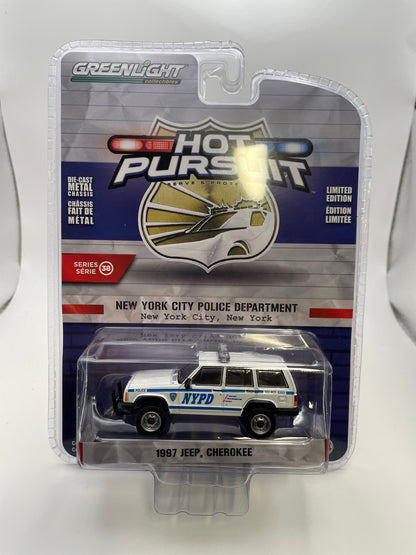 GREENLIGHT
collectibles
HOT
PURSUIT
SERVE & PROTECT
DIE-CAST
METAL
CHASSIS
CHÂSSIS
FAIT DE
MÉTAL
LIMITED
EDITION
ÉDITION
LIMITÉE
SERIES
SÉRIE
38
NEW YORK CITY POLICE DEPARTMENT
New York City, New York
POLICE
NYPD
1997 JEEP® CHEROKEE